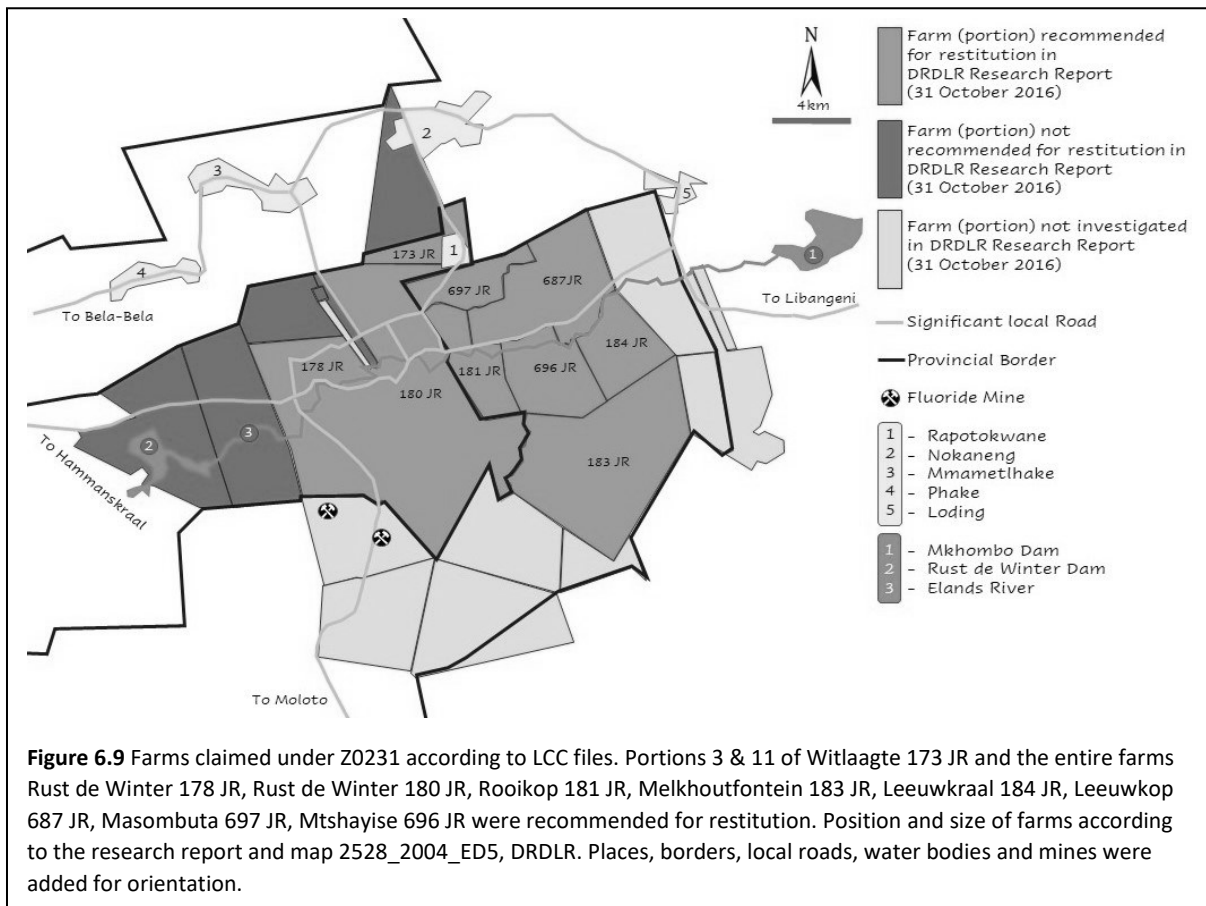 N
4km
2
3
5
4
1
1
173 JR
697 JR
687JR
To Bela-Bela
To Libangeni
178 JR
181 JR
696 JR
184 JR
180 JR
2
3
183 JR
To Hammanskraal
To Moloto
Farm (portion) recommended
for restitution in
DRDLR Research Report
(31 October 2016)
Farm (portion) not
recommended for restitution in
DRDLR Research Report
(31 October 2016)
Farm (portion) not investigated
in DRDLR Research Report
(31 October 2016)
Significant local Road
Provincial Border
Fluoride Mine
1 - Rapotokwane
2 - Nokaneng
3 - Mmametlhake
4 - Phake
5 - Loding
1 - Mkhombo Dam
2 - Rust de Winter Dam
3 - Elands River
Figure 6.9 Farms claimed under Z0231 according to LCC files. Portions 3 & 11 of Witlaagte 173 JR and the entire farms
Rust de Winter 178 JR, Rust de Winter 180 JR, Rooikop 181 JR, Melkhoutfontein 183 JR, Leeuwkraal 184 JR, Leeuwkop
687 JR, Masombuta 697 JR, Mtshayise 696 JR were recommended for restitution. Position and size of farms according
to the research report and map 2528_2004_ED5, DRDLR. Places, borders, local roads, water bodies and mines were
added for orientation.